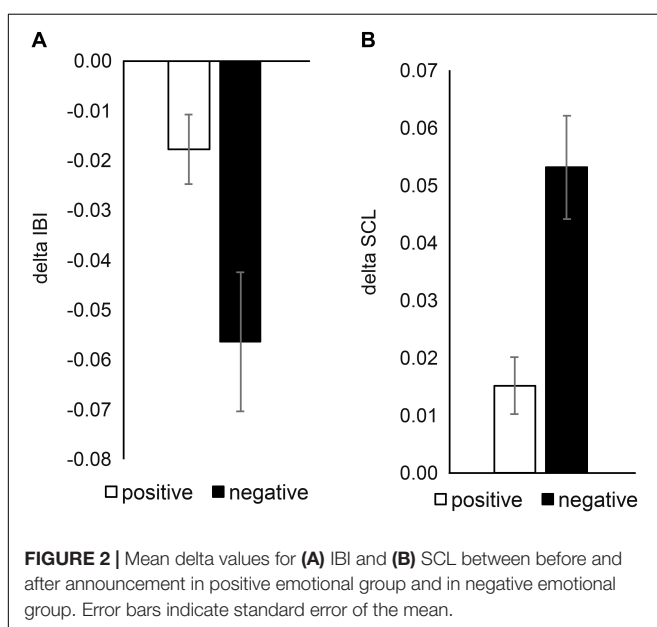 A
0.00
-0.01
-0.02
-0.03
-0.04
-0.05
-0.06
-0.07
-0.08
delta IBI
□ positive ■ negative
B
0.07
0.06
0.05
0.04
0.03
0.02
0.01
0.00
delta SCL
□ positive ■ negative
FIGURE 2 | Mean delta values for (A) IBI and (B) SCL between before and
after announcement in positive emotional group and in negative emotional
group. Error bars indicate standard error of the mean.